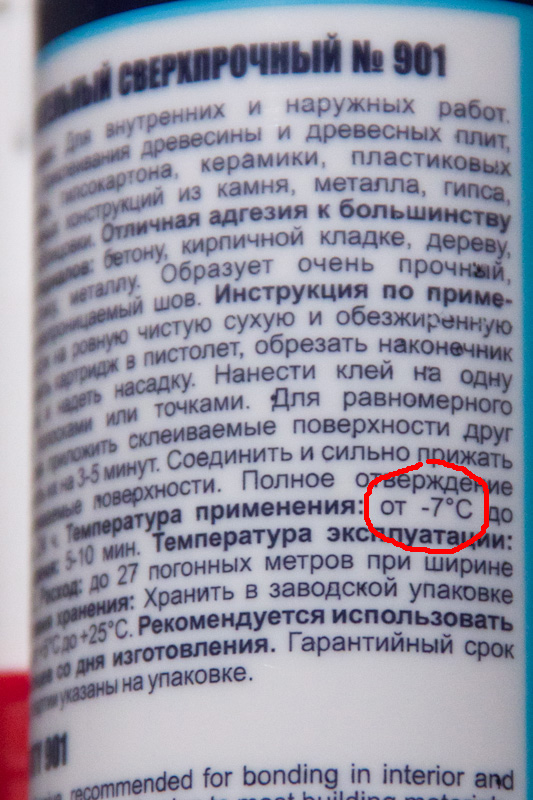 СВЕРХПРОЧНЫЙ № 901
Для внутренних и наружных работ.
древесины и древесных плит,
гипсокартона, керамики, пластиковых
конструкций из камня, металла, гипса,
Отличная адгезия к большинству
бетону, кирпичной кладке, дереву,
металлу. Образует очень прочный,
шов. Инструкция по приме-
на ровную чистую сухую и обезжиренную
картридж в пистолет, обрезать наконечник
и надеть насадку. Нанести клей на одну
или точками. Для равномерного
приложить склеиваемые поверхности друг
на 3-5 минут. Соединить и сильно прижать
поверхности. Полное отверждение
ч. Температура применения: от -7°C до
5-10 мин. Температура эксплуатации:
Расход: до 27 погонных метров при ширине
хранения: Хранить в заводской упаковке
°C до +25°C. Рекомендуется использовать
со дня изготовления. Гарантийный срок
указаны на упаковке.
901
recommended for bonding in interior and
most building